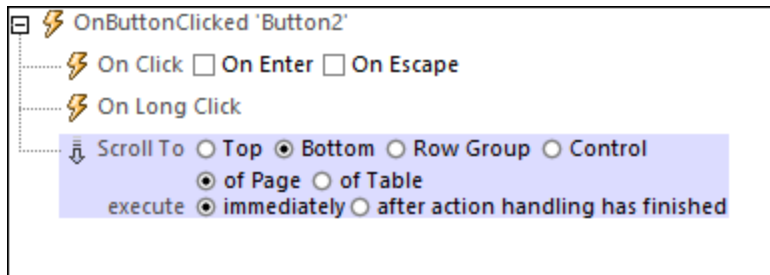 OnButtonClicked 'Button2'
On Click On Enter On Escape
On Long Click
Scroll To Top Bottom Row Group Control
of Page of Table
execute immediately after action handling has finished